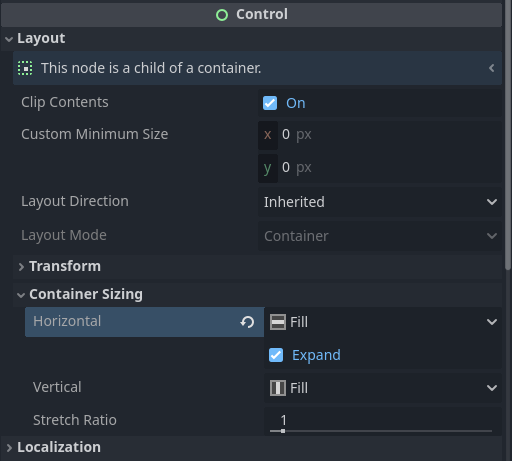 Control
Layout
This node is a child of a container.
Clip Contents On
Custom Minimum Size x 0 px
y 0 px
Layout Direction Inherited
Layout Mode Container
Transform
Container Sizing
Horizontal Fill
Expand
Vertical Fill
Stretch Ratio 1
Localization